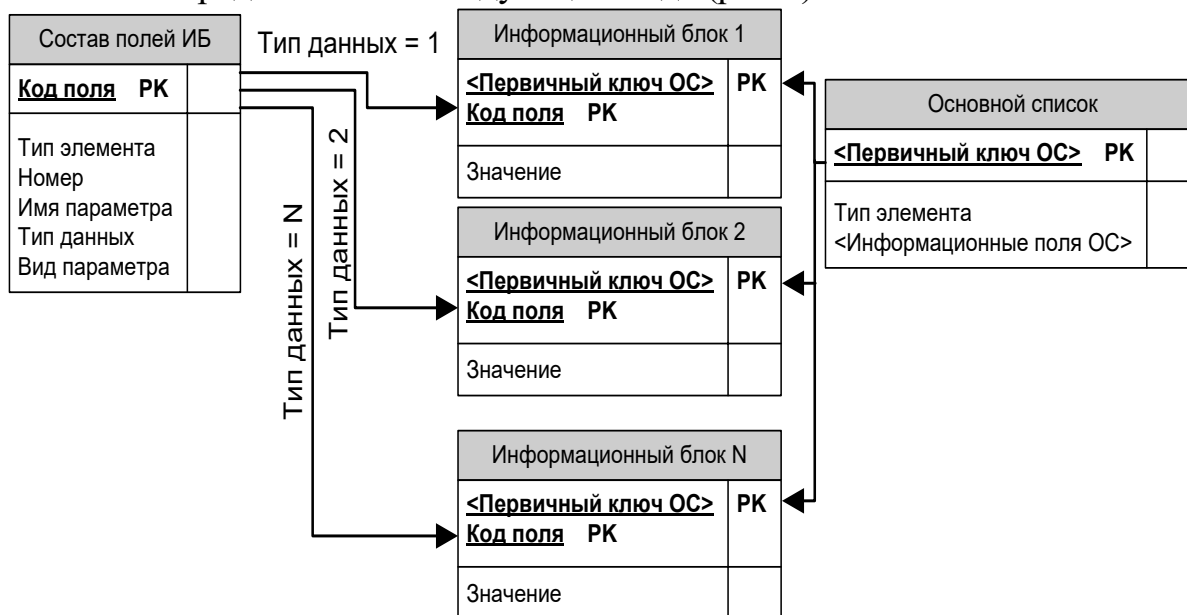 Состав полей ИБ
Код поля PK
Тип элемента
Номер
Имя параметра
Тип данных
Вид параметра
Тип данных = 1
Тип данных = 2
Тип данных = N
Информационный блок 1
<Первичный ключ ОС> PK
Код поля PK
Значение
Информационный блок 2
<Первичный ключ ОС> PK
Код поля PK
Значение
Информационный блок N
<Первичный ключ ОС> PK
Код поля PK
Значение
Основной список
<Первичный ключ ОС> PK
Тип элемента
<Информационные поля ОС>